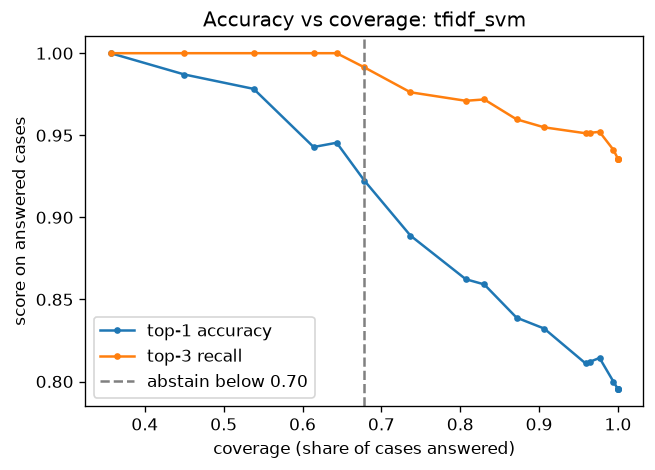 Accuracy vs coverage: tfidf_svm
score on answered cases
1.00
0.95
0.90
0.85
0.80
top-1 accuracy
top-3 recall
abstain below 0.70
0.4 0.5 0.6 0.7 0.8 0.9 1.0
coverage (share of cases answered)